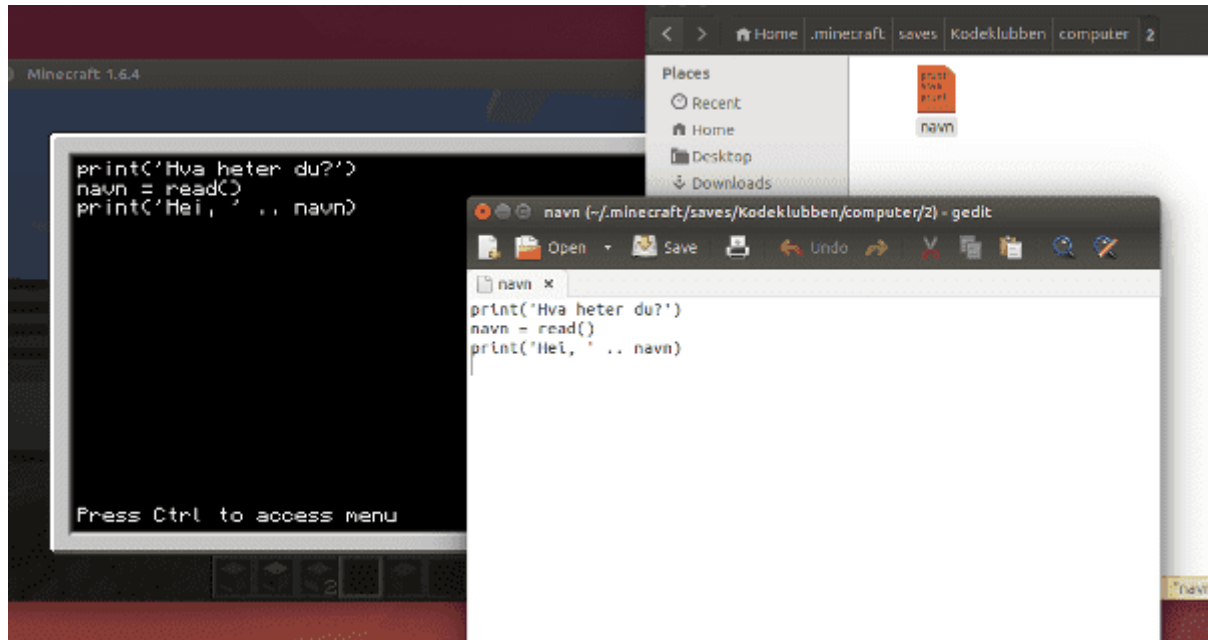 Minecraft 1.6.4
print('Hva heter du?')
navn = read()
print('Hei, ' .. navn)
Press Ctrl to access menu
2
Home .minecraft saves Kodeklubben computer 2
Places
Recent
Home
Desktop
Downloads
navn
navn (~/.minecraft/saves/Kodeklubben/computer/2) - gedit
Open Save Undo
navn
print('Hva heter du?')
navn = read()
print('Hei, ' .. navn)
"navn